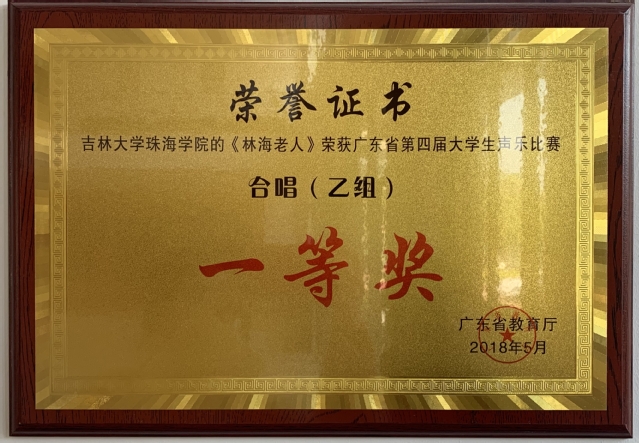 荣誉证书
吉林大学珠海学院的《林海老人》荣获广东省第四届大学生声乐比赛
合唱（乙组）
一等奖
广东省教育厅
2018年5月